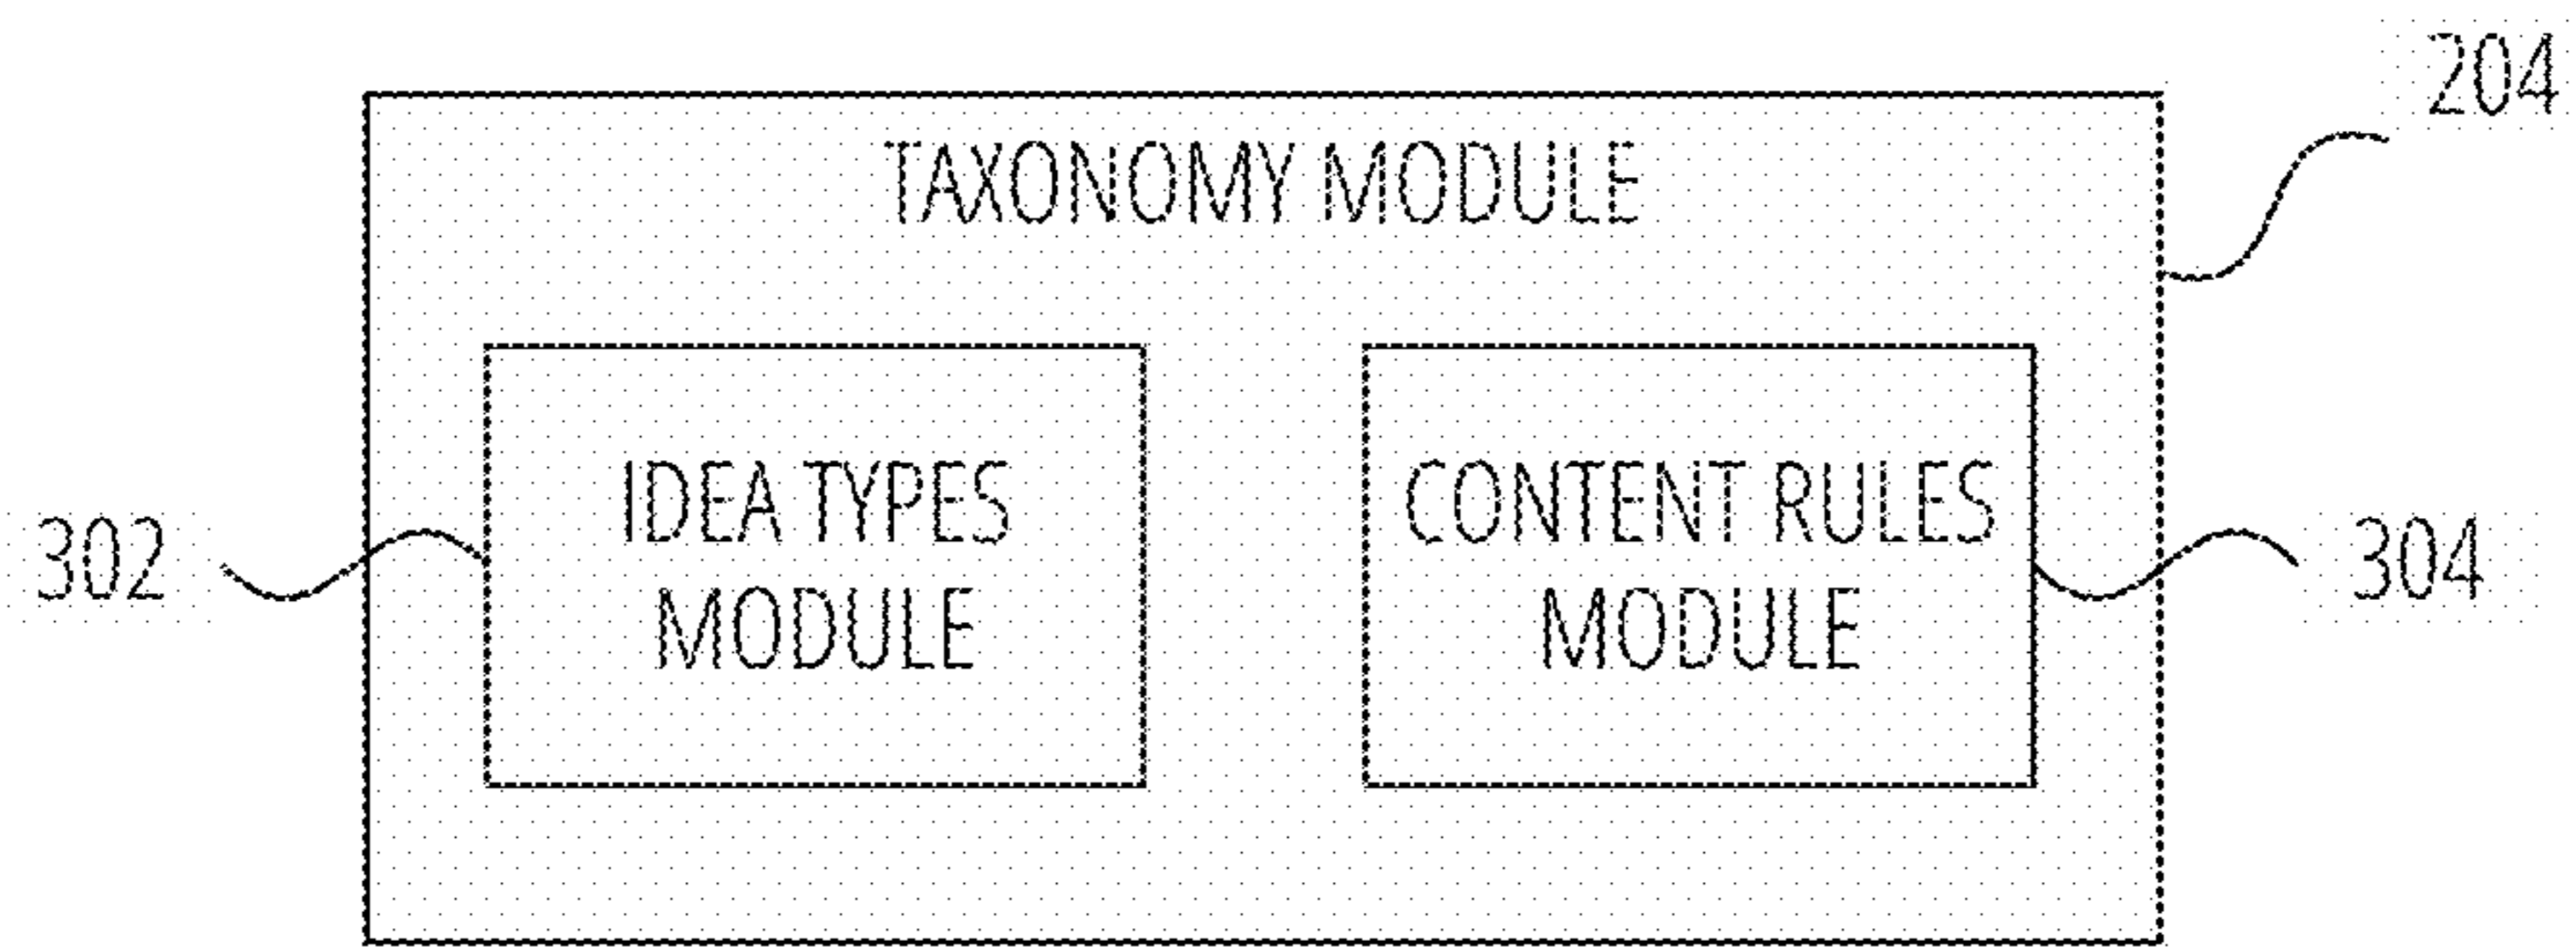 204
TAXONOMY MODULE
302
IDEA TYPES
MODULE
CONTENT RULES
MODULE
304